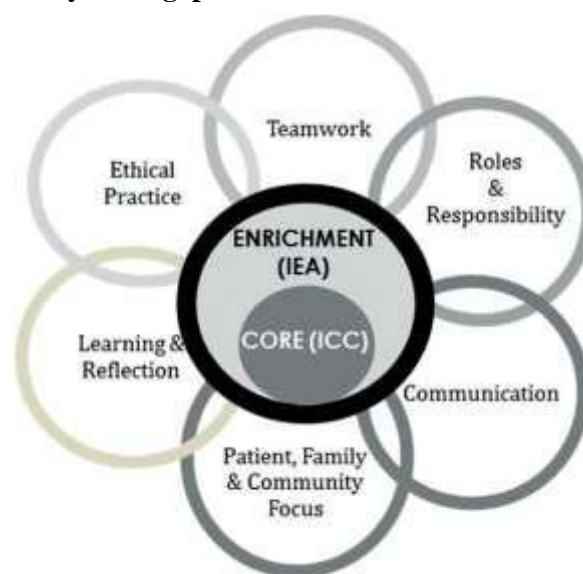 Teamwork
Ethical
Practice
Roles
&
Responsibility
ENRICHMENT
(IEA)
CORE (ICC)
Learning &
Reflection
Communication
Patient, Family
& Community
Focus